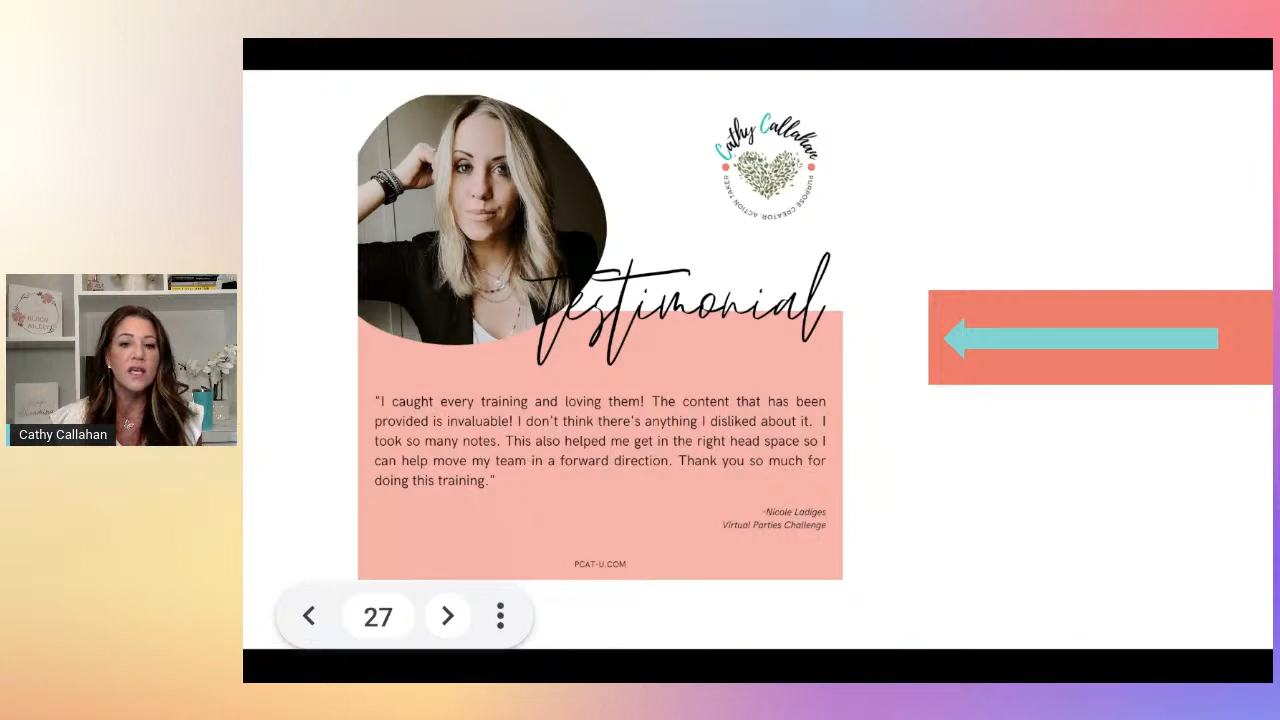 Cathy Callahan
PURPOSE CREATOR, ACTION TAKER
testimonial
"I caught every training and loving them! The content that has been
provided is invaluable! I don't think there's anything I disliked about it. I
took so many notes. This also helped me get in the right head space so I
can help move my team in a forward direction. Thank you so much for
doing this training."
-Nicole Ladiges
Virtual Parties Challenge
PCAT-U.COM
27
Cathy Callahan